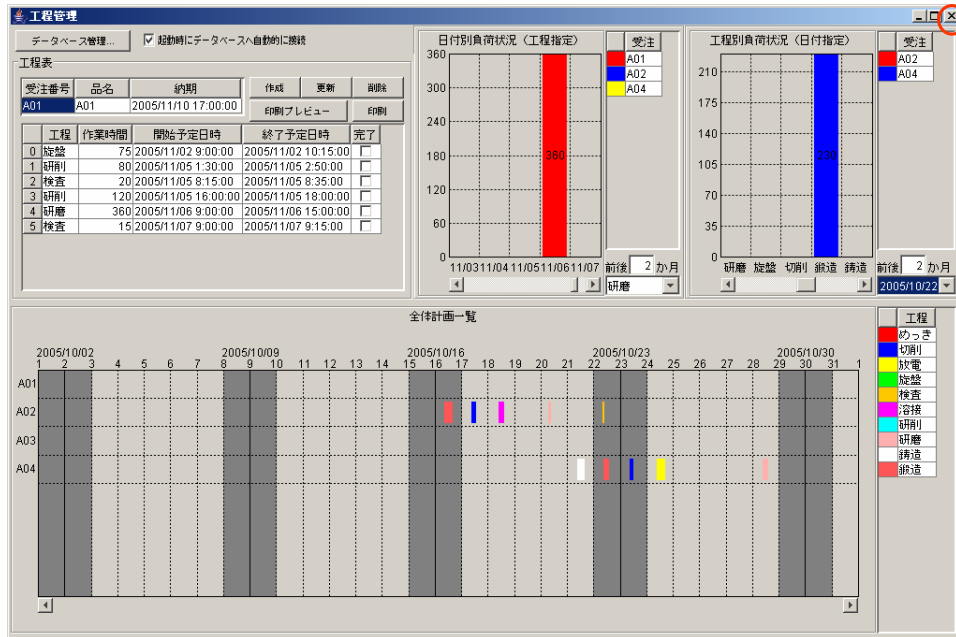 工程管理
データベース管理... 起動時にデータベースへ自動的に接続
工程表
受注番号 品名 納期
A01 A01 2005/11/10 17:00:00
作成 更新 削除
印刷プレビュー 印刷
工程 作業時間 開始予定日時 終了予定日時 完了
0 旋盤 75 2005/11/02 9:00:00 2005/11/02 10:15:00
1 研削 80 2005/11/05 1:30:00 2005/11/05 2:50:00
2 検査 20 2005/11/05 8:15:00 2005/11/05 8:35:00
3 研削 120 2005/11/05 16:00:00 2005/11/05 18:00:00
4 研磨 360 2005/11/06 9:00:00 2005/11/06 15:00:00
5 検査 15 2005/11/07 9:00:00 2005/11/07 9:15:00
日付別負荷状況（工程指定）
360
300
240
180
120
60
0
360
11/03 11/04 11/05 11/06 11/07
受注
A01
A02
A04
前後 2 か月
研磨
工程別負荷状況（日付指定）
210
175
140
105
70
35
0
230
研磨 旋盤 切削 鍛造 鋳造
受注
A02
A04
前後 2 か月
2005/10/22
全体計画一覧
2005/10/02 2005/10/09 2005/10/16 2005/10/23 2005/10/30
1 2 3 4 5 6 7 8 9 10 11 12 13 14 15 16 17 18 19 20 21 22 23 24 25 26 27 28 29 30 31 1
A01
A02
A03
A04
工程
めっき
切削
放電
旋盤
検査
溶接
研削
研磨
鋳造
鍛造